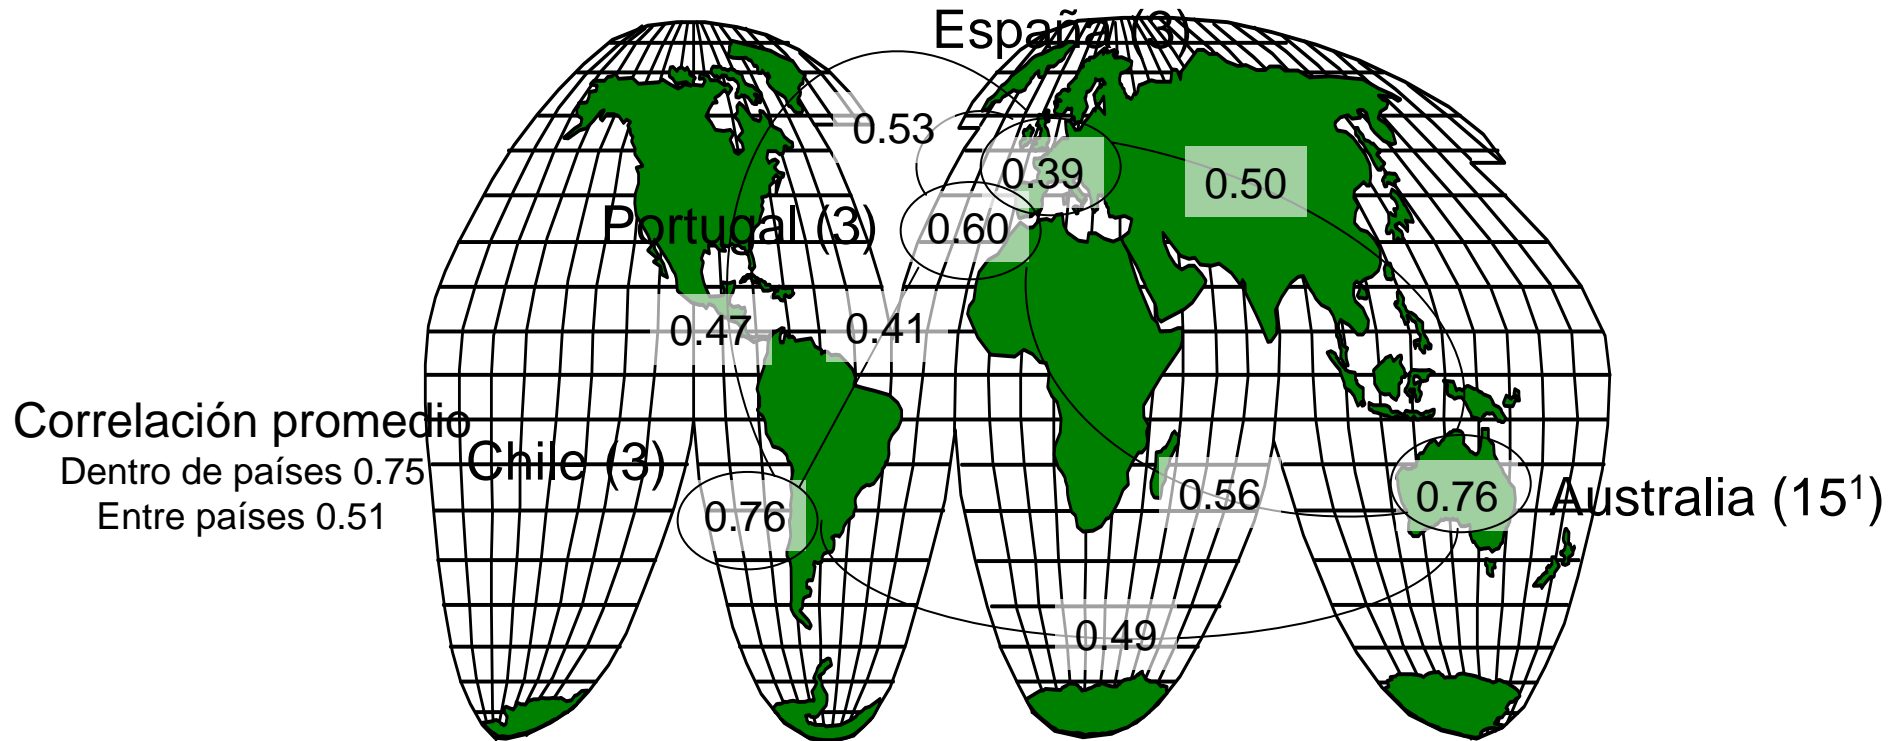 España (3)
0.53
0.39
0.50
Portugal (3)
0.60
0.47
0.41
Correlación promedio
Dentro de países 0.75
Entre países 0.51
Chile (3)
0.76
0.56
0.76
Australia (15¹)
0.49